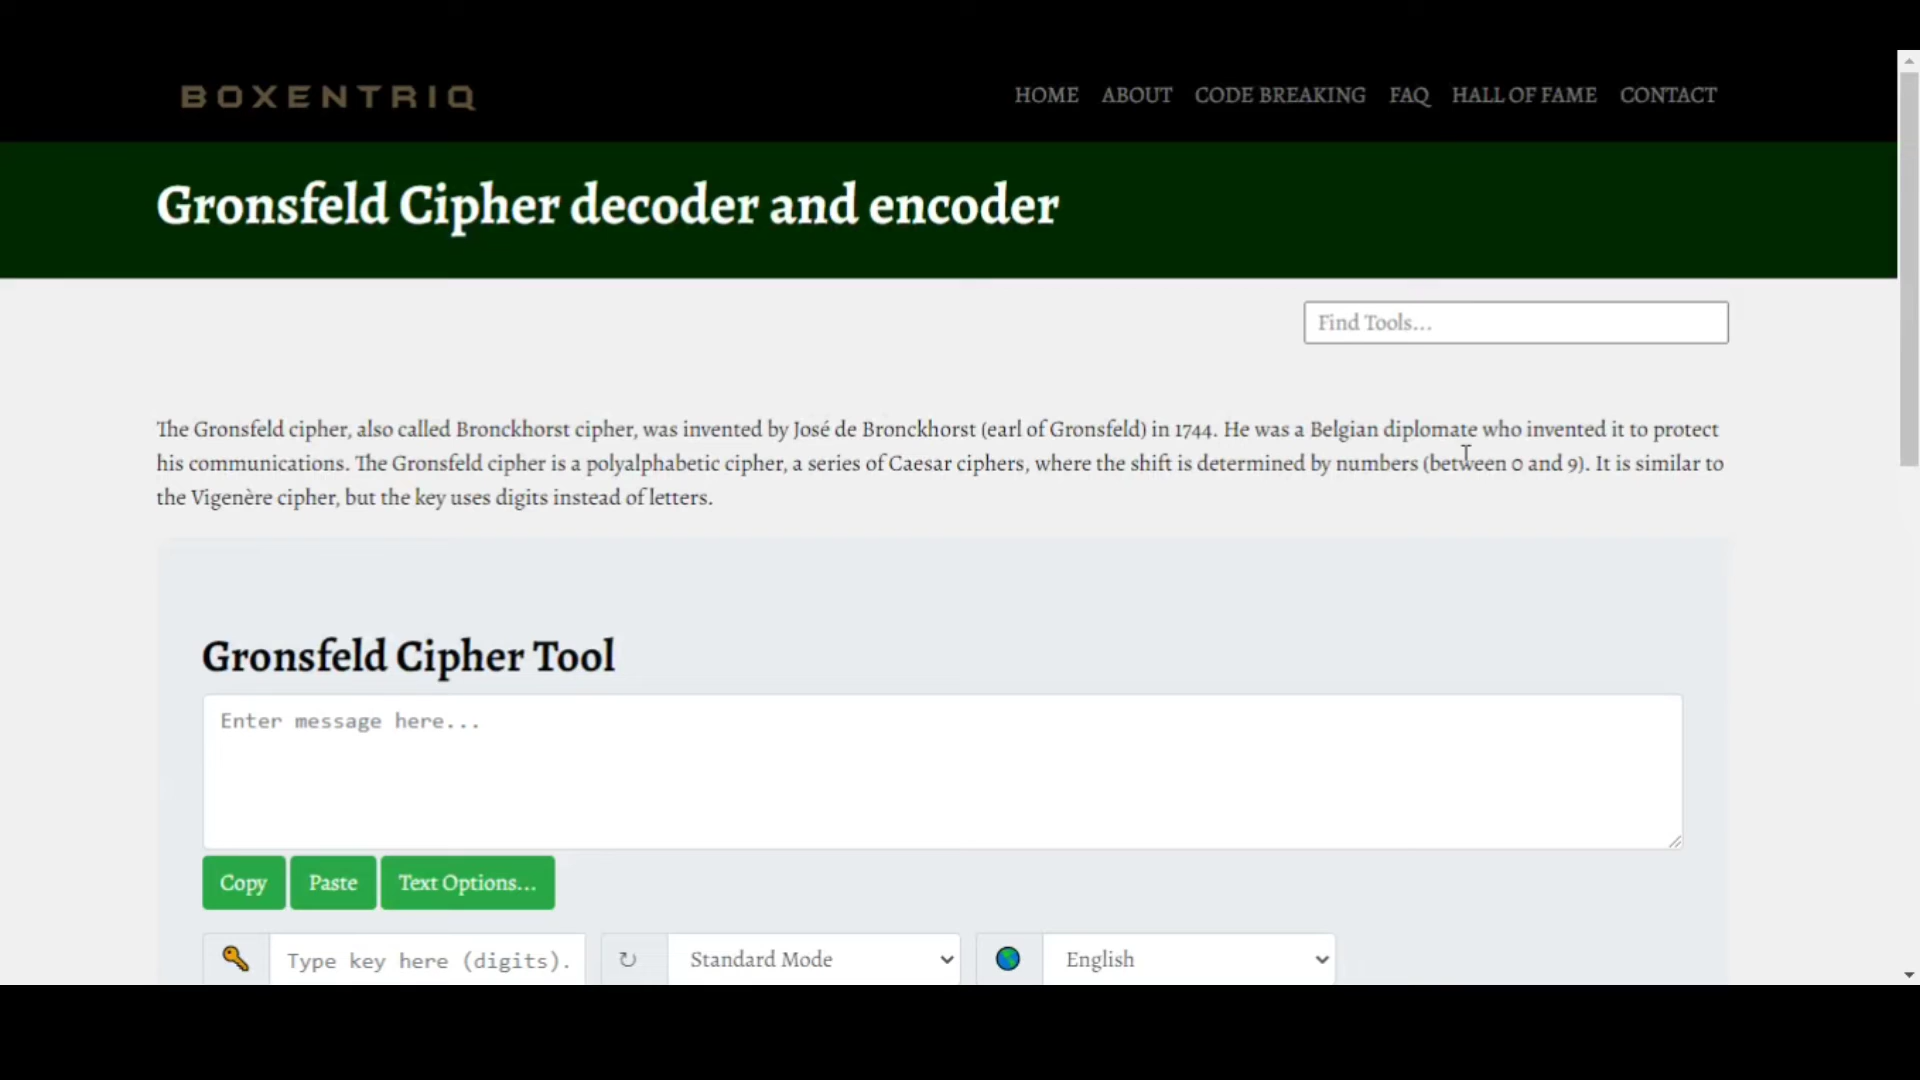 BOXENTRIQ
HOME ABOUT CODE BREAKING FAQ HALL OF FAME CONTACT
Gronsfeld Cipher decoder and encoder
Find Tools...
The Gronsfeld cipher, also called Bronckhorst cipher, was invented by José de Bronckhorst (earl of Gronsfeld) in 1744. He was a Belgian diplomate who invented it to protect
his communications. The Gronsfeld cipher is a polyalphabetic cipher, a series of Caesar ciphers, where the shift is determined by numbers (between 0 and 9). It is similar to
the Vigenère cipher, but the key uses digits instead of letters.
Gronsfeld Cipher Tool
Enter message here...
Copy Paste Text Options...
Type key here (digits). Standard Mode English